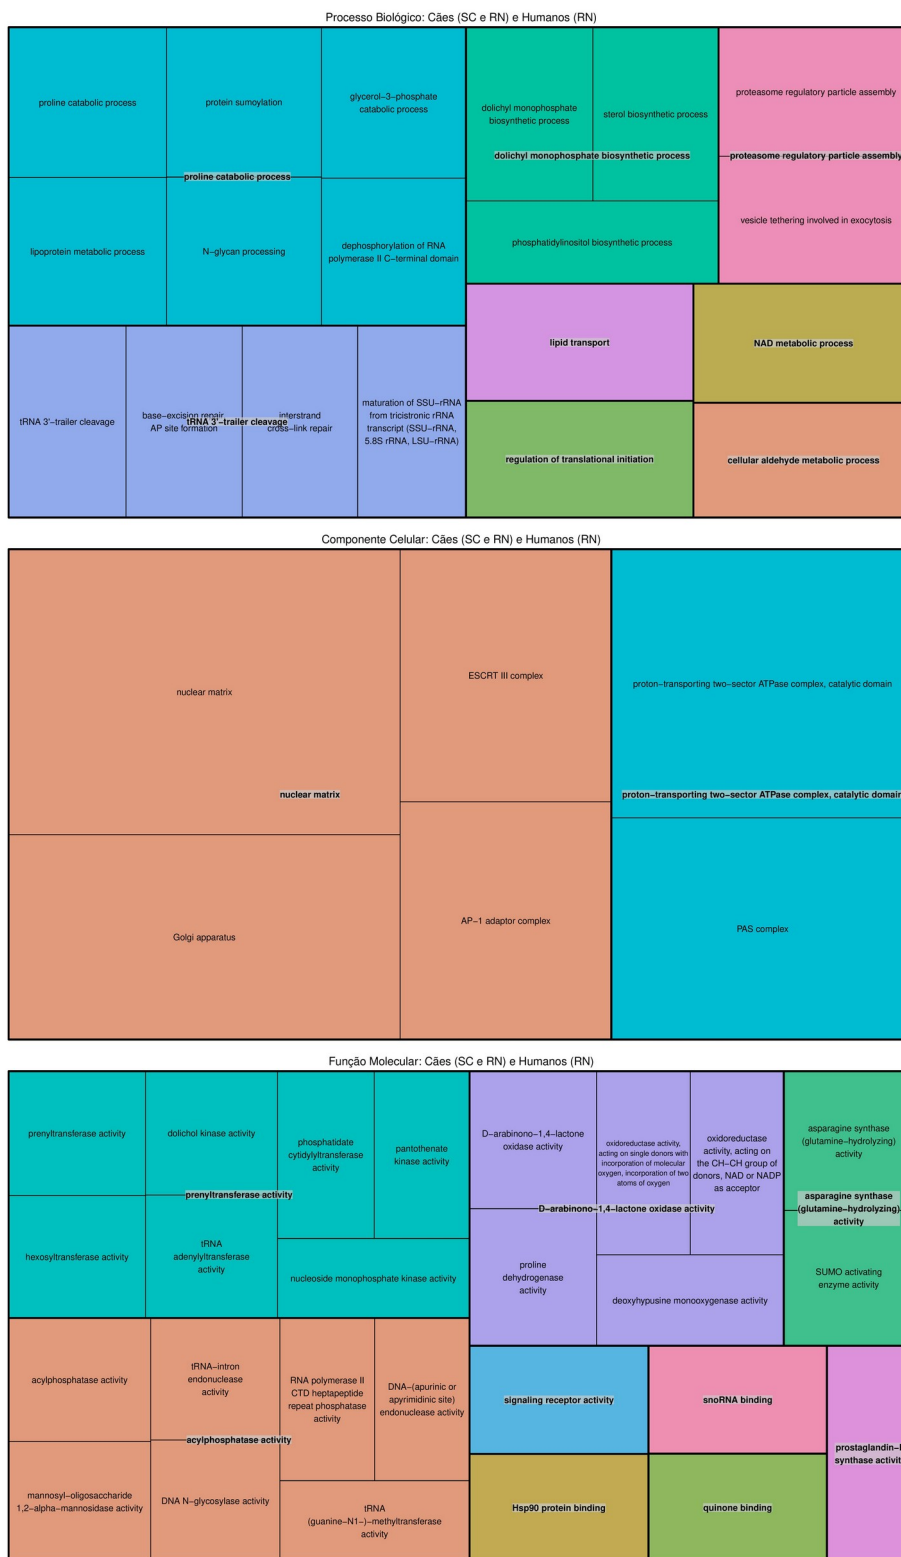 Processo Biológico: Cães (SC e RN) e Humanos (RN)
proline catabolic process
protein sumoylation
glycerol−3−phosphate
catabolic process
proline catabolic process
lipoprotein metabolic process
N−glycan processing
dephosphorylation of RNA
polymerase II C−terminal domain
dolichyl monophosphate
biosynthetic process
sterol biosynthetic process
dolichyl monophosphate biosynthetic process
phosphatidylinositol biosynthetic process
proteasome regulatory particle assembly
proteasome regulatory particle assembly
vesicle tethering involved in exocytosis
tRNA 3'−trailer cleavage
base−excision repair,
AP site formation
tRNA 3'−trailer cleavage
interstrand
cross−link repair
maturation of SSU−rRNA
from tricistronic rRNA
transcript (SSU−rRNA,
5.8S rRNA, LSU−rRNA)
lipid transport
NAD metabolic process
regulation of translational initiation
cellular aldehyde metabolic process
Componente Celular: Cães (SC e RN) e Humanos (RN)
nuclear matrix
ESCRT III complex
nuclear matrix
Golgi apparatus
AP−1 adaptor complex
proton−transporting two−sector ATPase complex, catalytic domain
proton−transporting two−sector ATPase complex, catalytic domain
PAS complex
Função Molecular: Cães (SC e RN) e Humanos (RN)
prenyltransferase activity
dolichol kinase activity
phosphatidate
cytidylyltransferase
activity
pantothenate
kinase activity
prenyltransferase activity
hexosyltransferase activity
tRNA
adenylyltransferase
activity
nucleoside monophosphate kinase activity
D−arabinono−1,4−lactone
oxidase activity
oxidoreductase activity,
acting on single donors with
incorporation of molecular
oxygen, incorporation of two
atoms of oxygen
oxidoreductase
activity, acting on
the CH−CH group of
donors, NAD or NADP
as acceptor
D−arabinono−1,4−lactone oxidase activity
proline
dehydrogenase
activity
deoxyhypusine monooxygenase activity
asparagine synthase
(glutamine−hydrolyzing)
activity
asparagine synthase
(glutamine−hydrolyzing)
activity
SUMO activating
enzyme activity
acylphosphatase activity
tRNA−intron
endonuclease
activity
RNA polymerase II
CTD heptapeptide
repeat phosphatase
activity
DNA−(apurinic or
apyrimidinic site)
endonuclease activity
acylphosphatase activity
mannosyl−oligosaccharide
1,2−alpha−mannosidase activity
DNA N−glycosylase activity
tRNA
(guanine−N1−)−methyltransferase
activity
signaling receptor activity
snoRNA binding
Hsp90 protein binding
quinone binding
synthase activity